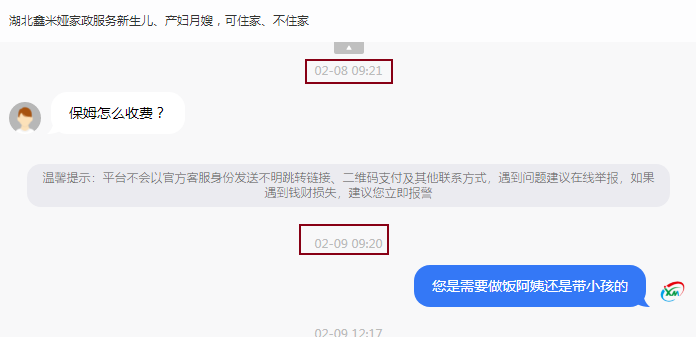 湖北鑫米娅家政服务新生儿、产妇月嫂，可住家、不住家
02-08 09:21
保姆怎么收费？
温馨提示：平台不会以官方客服身份发送不明跳转链接、二维码支付及其他联系方式，遇到问题建议在线举报，如果
遇到钱财损失，建议您立即报警
02-09 09:20
您是需要做饭阿姨还是带小孩的
XM
02-09 12:17